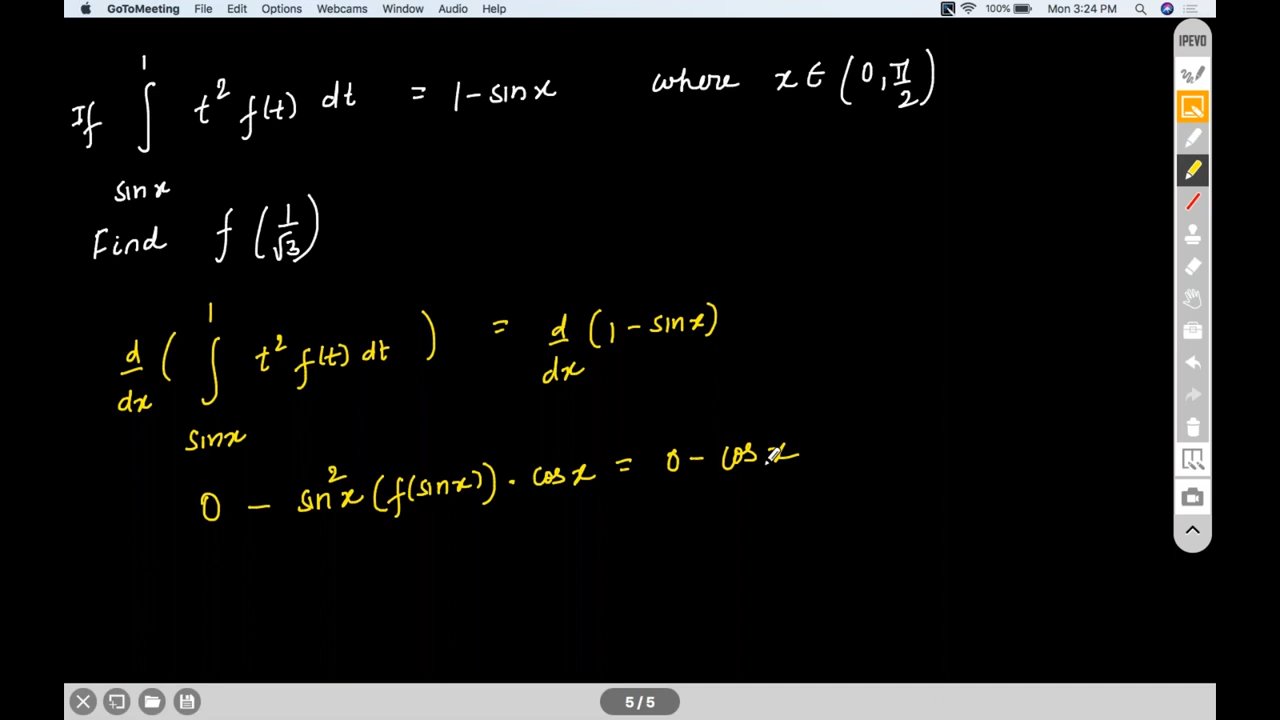 GoToMeeting File Edit Options Webcams Window Audio Help 100% Mon 3:24 PM
IPEVO
If ∫_{sin x}^{1} t² f(t) dt = 1 - sin x where x ∈ (0, π/2)
Find f(1/√3)
d/dx (∫_{sin x}^{1} t² f(t) dt) = d/dx (1 - sin x)
0 - sin² x (f(sin x)) · cos x = 0 - cos x
5 / 5